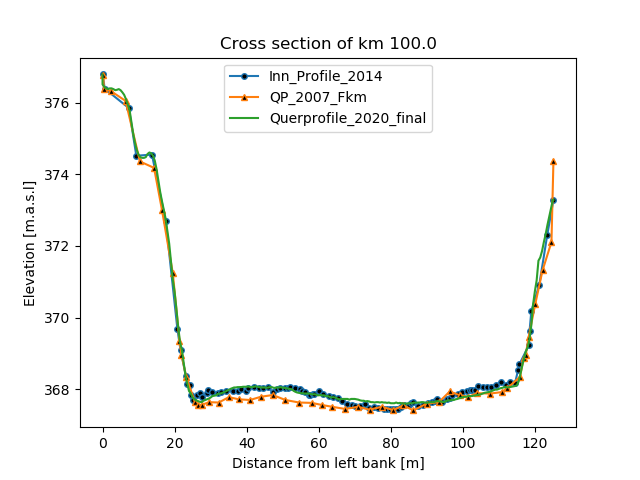 Cross section of km 100.0
Inn_Profile_2014
QP_2007_Fkm
Querprofile_2020_final
Elevation [m.a.s.l]
376
374
372
370
368
0 20 40 60 80 100 120
Distance from left bank [m]